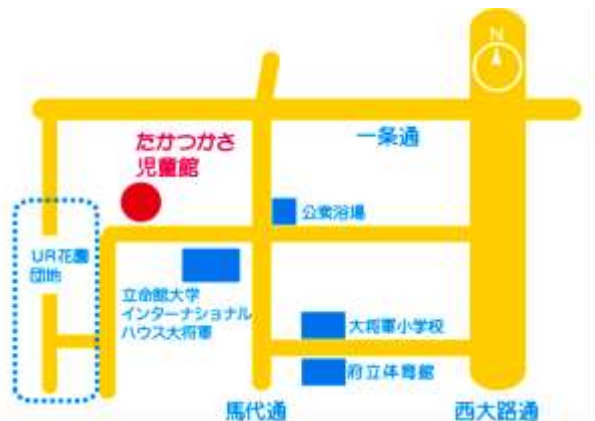 N
一条通
たかつかさ
児童館
公衆浴場
UR花園
団地
立命館大学
インターナショナル
ハウス大将軍
大将軍小学校
府立体育館
馬代通
西大路通